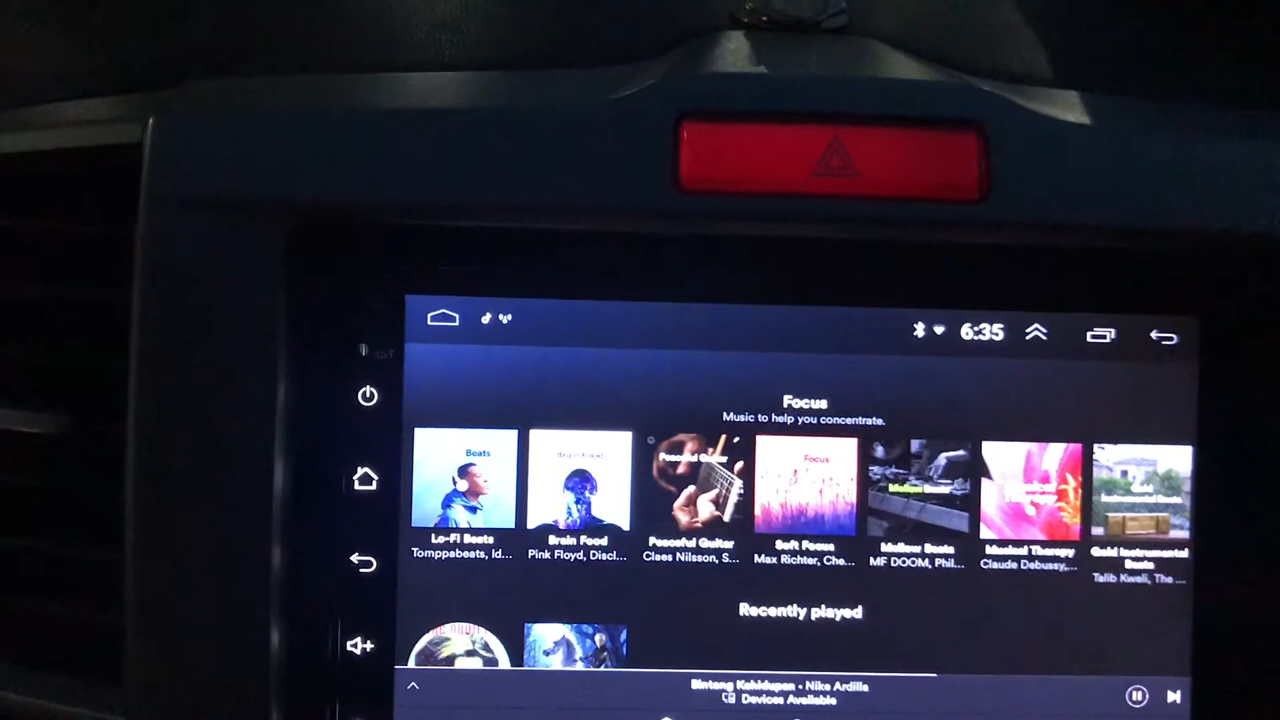 6:35
Focus
Music to help you concentrate.
Beats
Brain Food
Peaceful Guitar
Focus
Mellow Beats
Lo-Fi Beats
Tomppabeats, Id...
Brain Food
Pink Floyd, Discl...
Peaceful Guitar
Claes Nilsson, S...
Soft Focus
Max Richter, Che...
Mellow Beats
MF DOOM, Phil...
Musical Therapy
Claude Debussy,...
Gold Instrumental
Beats
Talib Kweli, The ...
Recently played
Bintang Kehidupan • Nike Ardilla
Devices Available